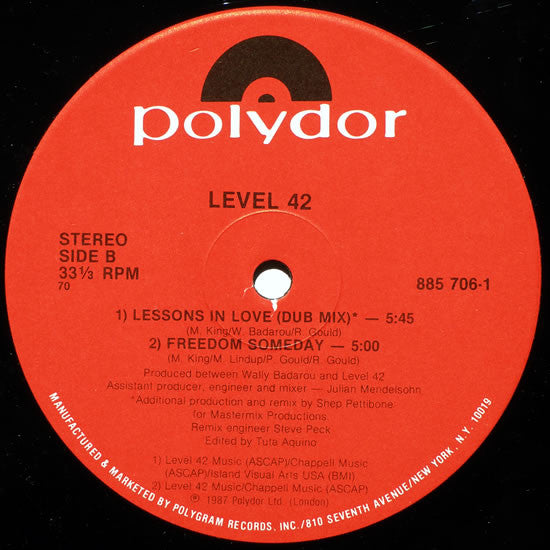 polydor
LEVEL 42
STEREO
SIDE B
33⅓ RPM
70
885 706-1
1) LESSONS IN LOVE (DUB MIX)* — 5:45
(M. King/W. Badarou/R. Gould)
2) FREEDOM SOMEDAY — 5:00
(M. King/M. Lindup/P. Gould/R. Gould)
Produced between Wally Badarou and Level 42
Assistant producer, engineer and mixer — Julian Mendelsohn
*Additional production and remix by Shep Pettibone
for Mastermix Productions.
Remix engineer Steve Peck
Edited by Tuta Aquino
1) Level 42 Music (ASCAP)/Chappell Music
(ASCAP)/Island Visual Arts USA (BMI)
2) Level 42 Music/Chappell Music (ASCAP)
℗ 1987 Polydor Ltd. (London)
MANUFACTURED & MARKETED BY POLYGRAM RECORDS, INC./810 SEVENTH AVENUE/NEW YORK, N.Y. 10019